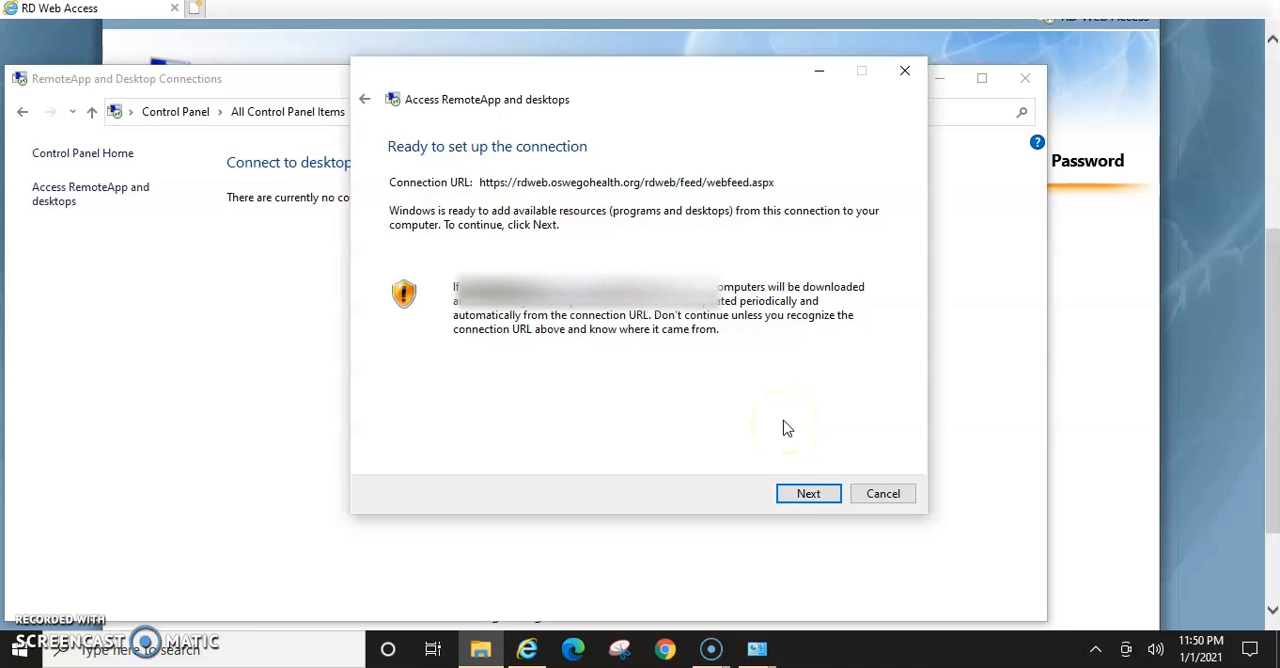 RD Web Access
RemoteApp and Desktop Connections
Control Panel
All Control Panel Items
Control Panel Home
Access RemoteApp and
desktops
Connect to desktop
There are currently no co
Password
Access RemoteApp and desktops
Ready to set up the connection
Connection URL: https://rdweb.oswegohealth.org/rdweb/feed/webfeed.aspx
Windows is ready to add available resources (programs and desktops) from this connection to your
computer. To continue, click Next.
If omputers will be downloaded
periodically and
automatically from the connection URL. Don't continue unless you recognize the
connection URL above and know where it came from.
Next
Cancel
RECORDED WITH
SCREENCAST MATIC
Type here to search
11:50 PM
1/1/2021